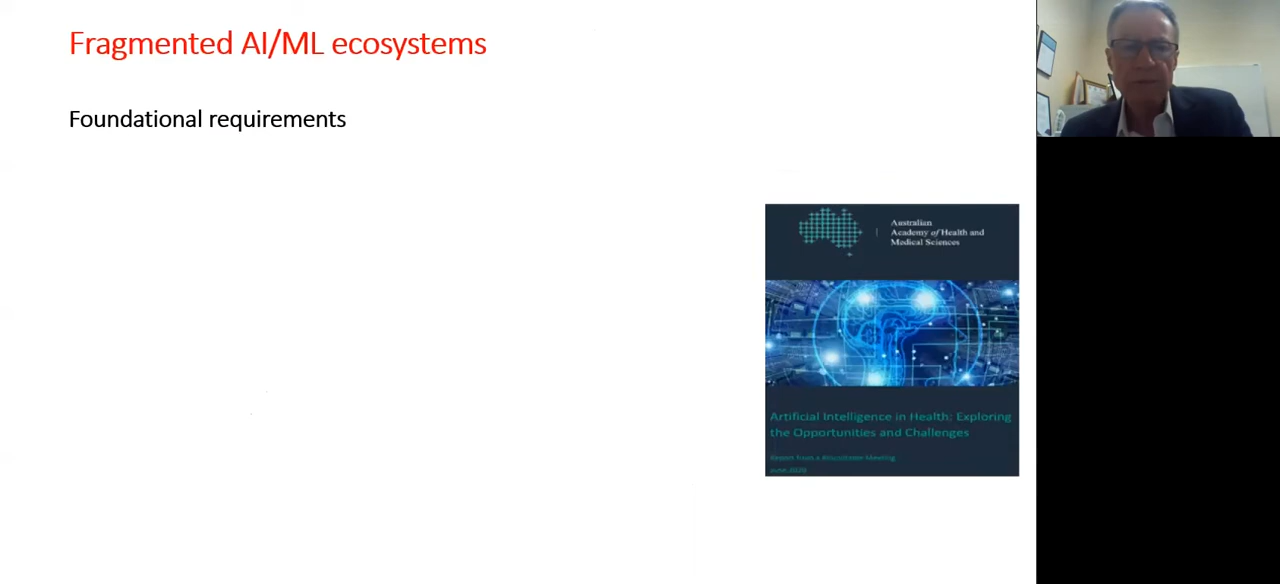 Fragmented AI/ML ecosystems
Foundational requirements
Australian
Academy of Health and
Medical Sciences
Artificial Intelligence in Health: Exploring
the Opportunities and Challenges
Report from a Roundtable Meeting
June 2020